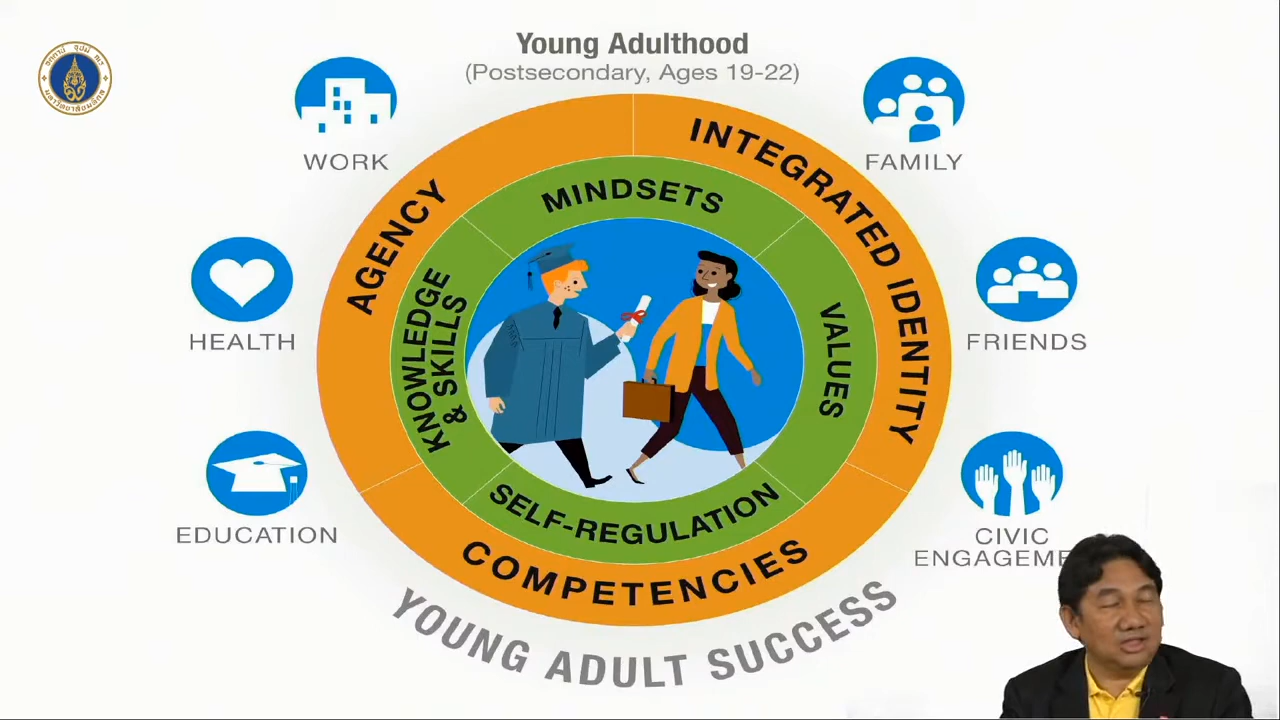 Young Adulthood
(Postsecondary, Ages 19-22)
WORK
FAMILY
AGENCY
INTEGRATED IDENTITY
MINDSETS
KNOWLEDGE
& SKILLS
VALUES
HEALTH
FRIENDS
SELF-REGULATION
COMPETENCIES
EDUCATION
CIVIC
ENGAGEME
YOUNG ADULT SUCCESS